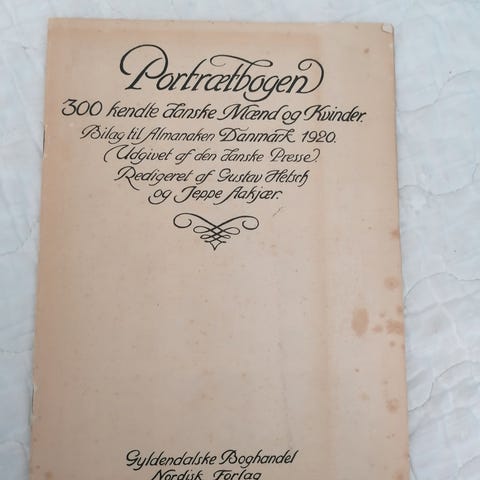 Portrætbogen
300 kendte danske Mænd og Kvinder.
Bilag til Almanaken Danmark 1920.
(Udgivet af den danske Presse).
Redigeret af Gustav Hetsch
og Jeppe Aakjær.
Gyldendalske Boghandel
Nordisk Forlag